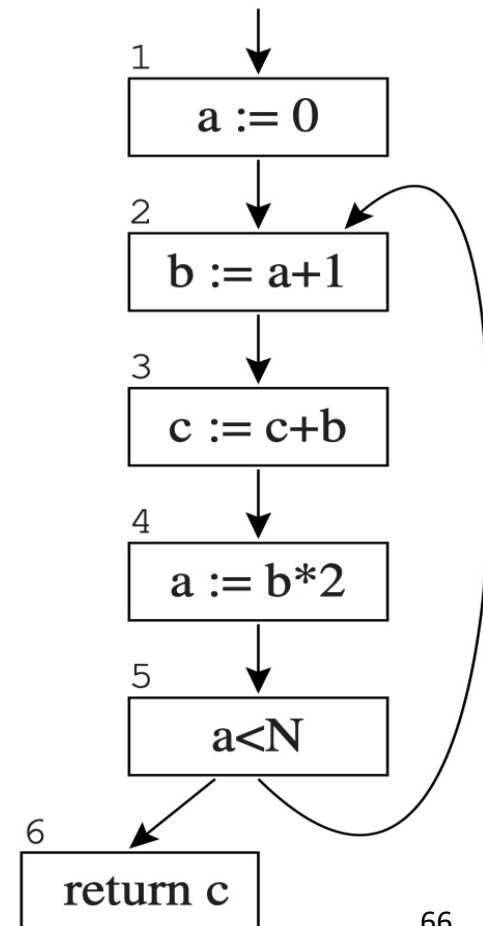 1
a := 0
2
b := a+1
3
c := c+b
4
a := b*2
5
a<N
6
return c
66